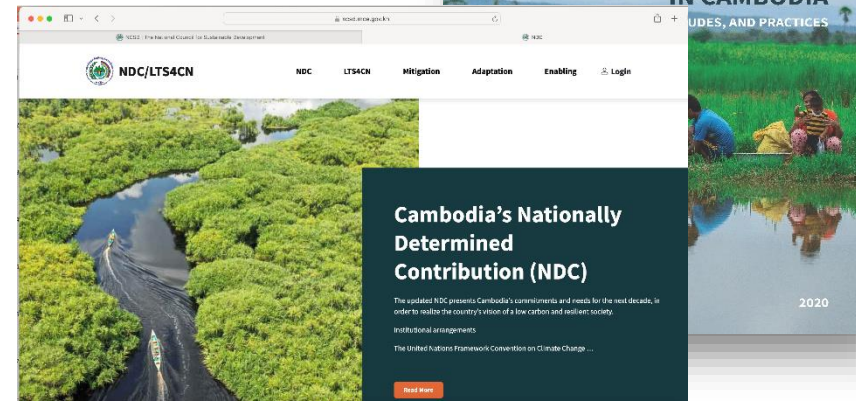 IN CAMBODIA
UDES, AND PRACTICES
NCSD | The National Council for Sustainable Development
NDC
NDC/LTS4CN
NDC
LTS4CN
Mitigation
Adaptation
Enabling
Login
Cambodia's Nationally
Determined
Contribution (NDC)
The updated NDC presents Cambodia's commitments and needs for the next decade, in
order to realize the country's vision of a low carbon and resilient society.
Institutional arrangements
The United Nations Framework Convention on Climate Change ...
Read More
2020